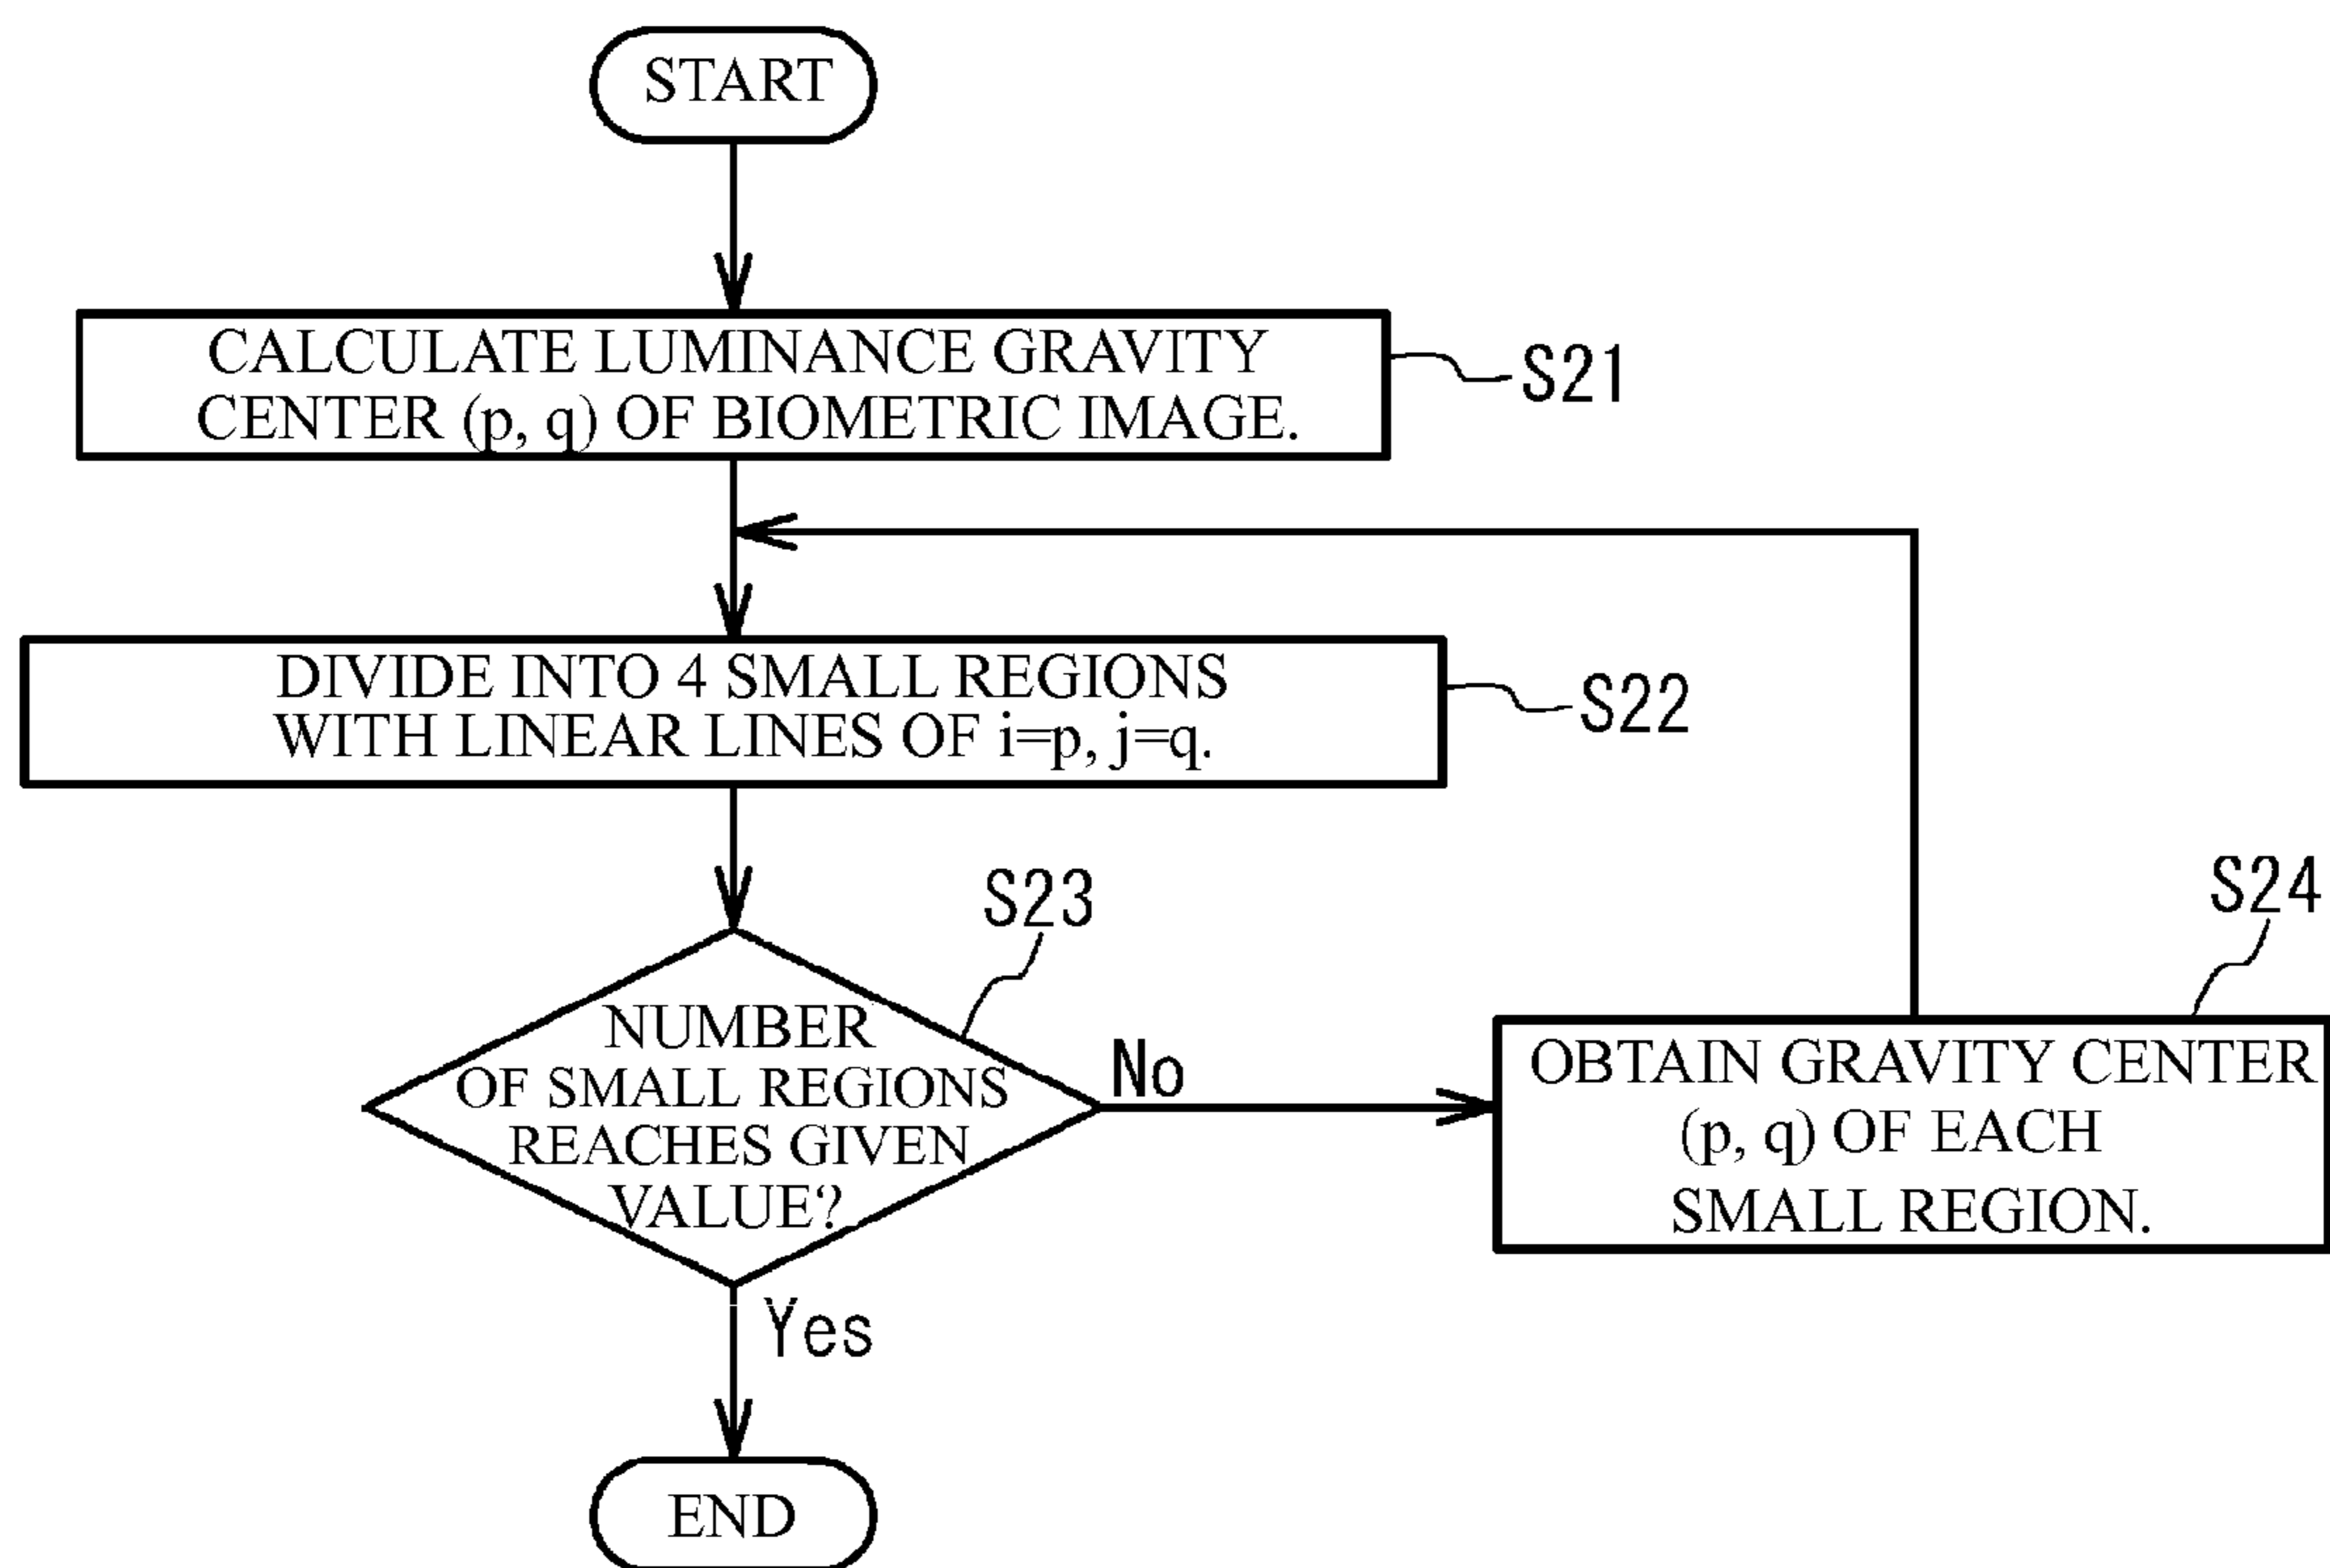 START
CALCULATE LUMINANCE GRAVITY
CENTER (p, q) OF BIOMETRIC IMAGE.
S21
DIVIDE INTO 4 SMALL REGIONS
WITH LINEAR LINES OF i=p, j=q.
S22
S23
NUMBER
OF SMALL REGIONS
REACHES GIVEN
VALUE?
No
S24
OBTAIN GRAVITY CENTER
(p, q) OF EACH
SMALL REGION.
Yes
END